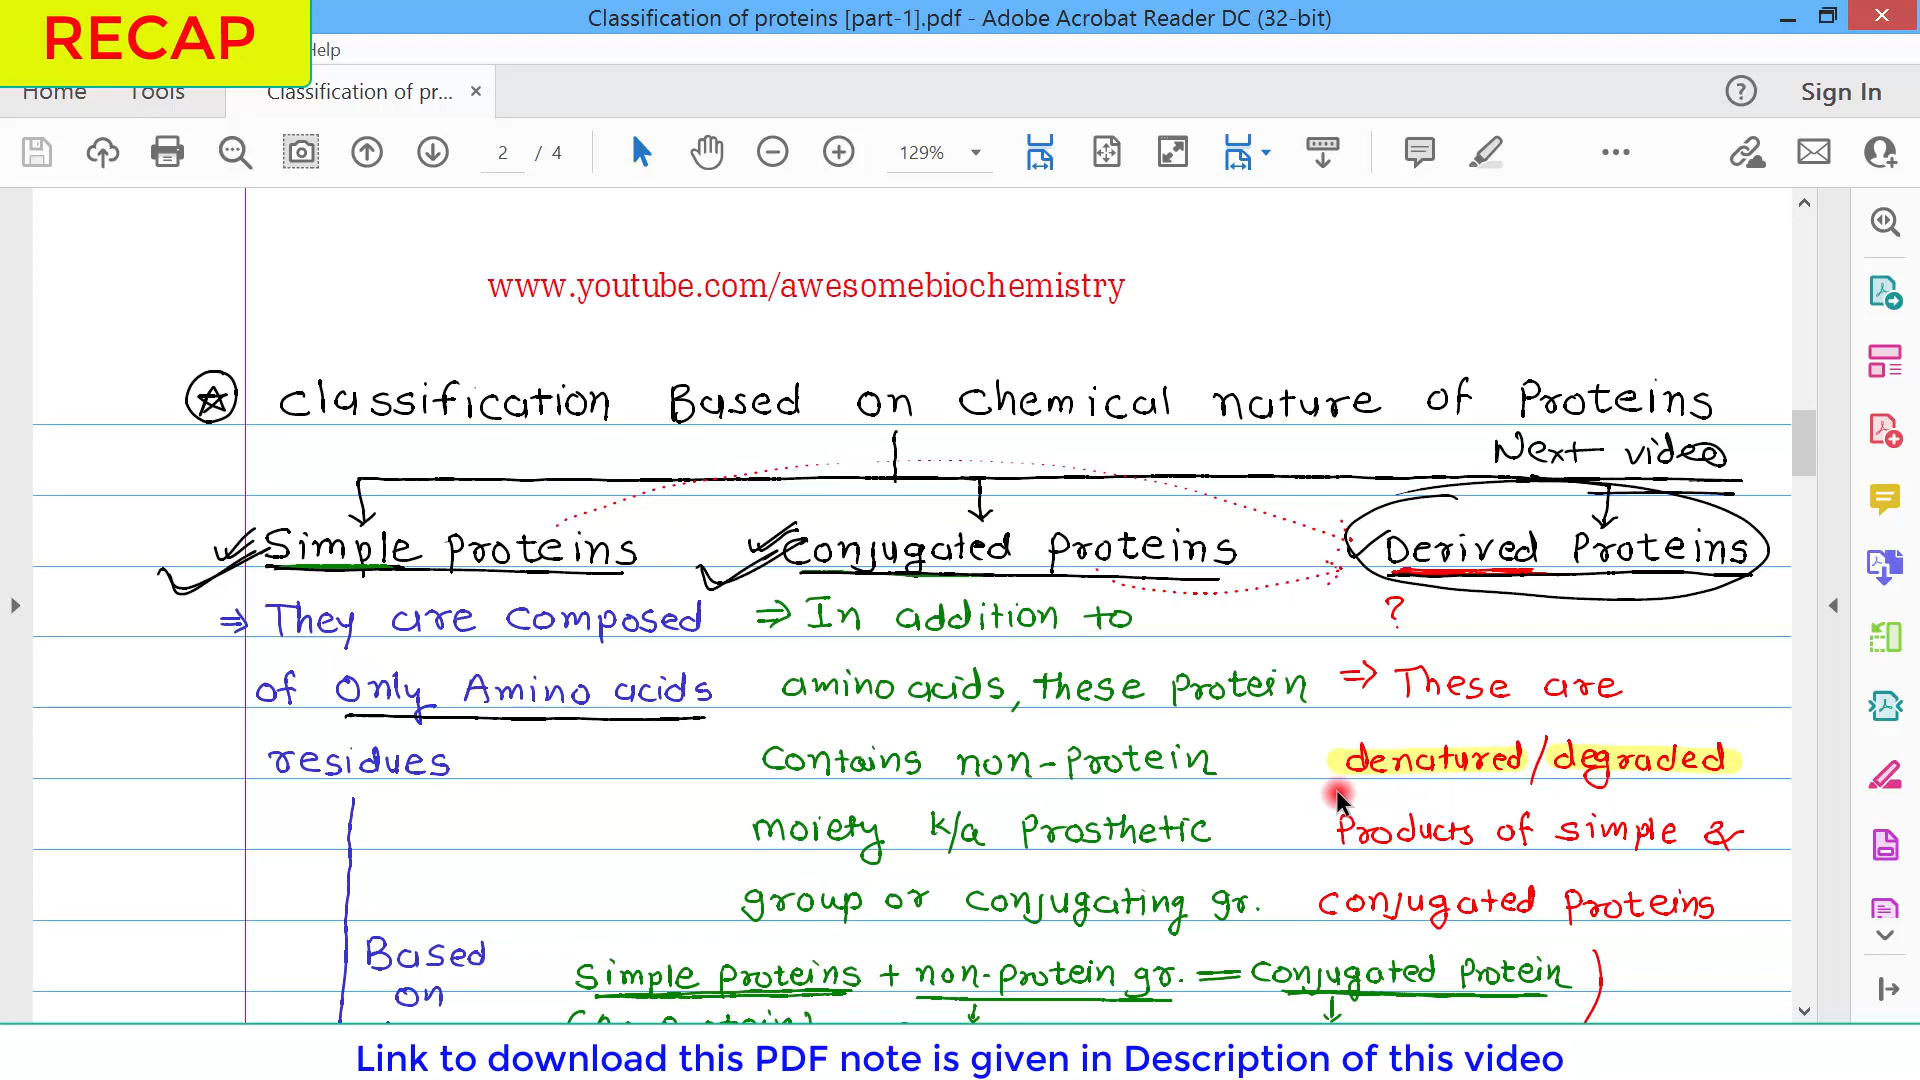 RECAP
Classification of proteins [part-1].pdf - Adobe Acrobat Reader DC (32-bit)
Help
Home Tools Classification of pr... × Sign In
2 / 4 129%
www.youtube.com/awesomebiochemistry
Classification Based on Chemical nature of Proteins
Next video
Simple Proteins Conjugated Proteins Derived Proteins
⇒ They are composed ⇒ In addition to ?
of Only Amino acids amino acids, these Protein ⇒ These are
residues Contains non-Protein denatured/degraded
moiety k/a Prosthetic Products of simple &
group or conjugating gr. conjugated Proteins
Based
on
Simple proteins + non-protein gr. = Conjugated Protein
Link to download this PDF note is given in Description of this video